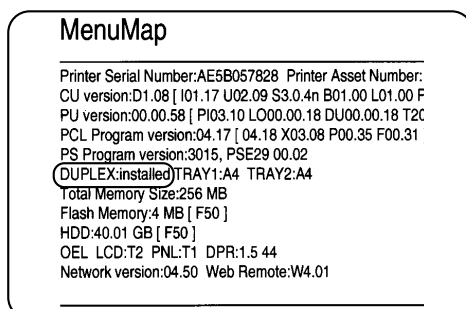 MenuMap
Printer Serial Number:AE5B057828 Printer Asset Number:
CU version:D1.08 [ I01.17 U02.09 S3.0.4n B01.00 L01.00 F
PU version:00.00.58 [ PI03.10 LO00.00.18 DU00.00.18 T20
PCL Program version:04.17 [ 04.18 X03.08 P00.35 F00.31
PS Program version:3015, PSE29 00.02
DUPLEX:installed TRAY1:A4 TRAY2:A4
Total Memory Size:256 MB
Flash Memory:4 MB [ F50 ]
HDD:40.01 GB [ F50 ]
OEL LCD:T2 PNL:T1 DPR:1.5 44
Network version:04.50 Web Remote:W4.01